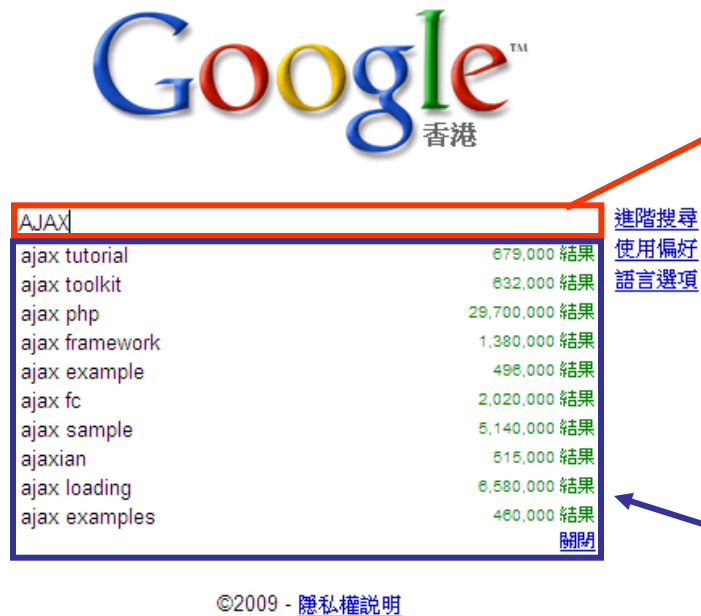 Google™
香港
AJAX
進階搜尋
使用偏好
語言選項
ajax tutorial 679,000 結果
ajax toolkit 632,000 結果
ajax php 29,700,000 結果
ajax framework 1,380,000 結果
ajax example 496,000 結果
ajax fc 2,020,000 結果
ajax sample 5,140,000 結果
ajaxian 515,000 結果
ajax loading 6,580,000 結果
ajax examples 460,000 結果
關閉
©2009 - 隱私權説明